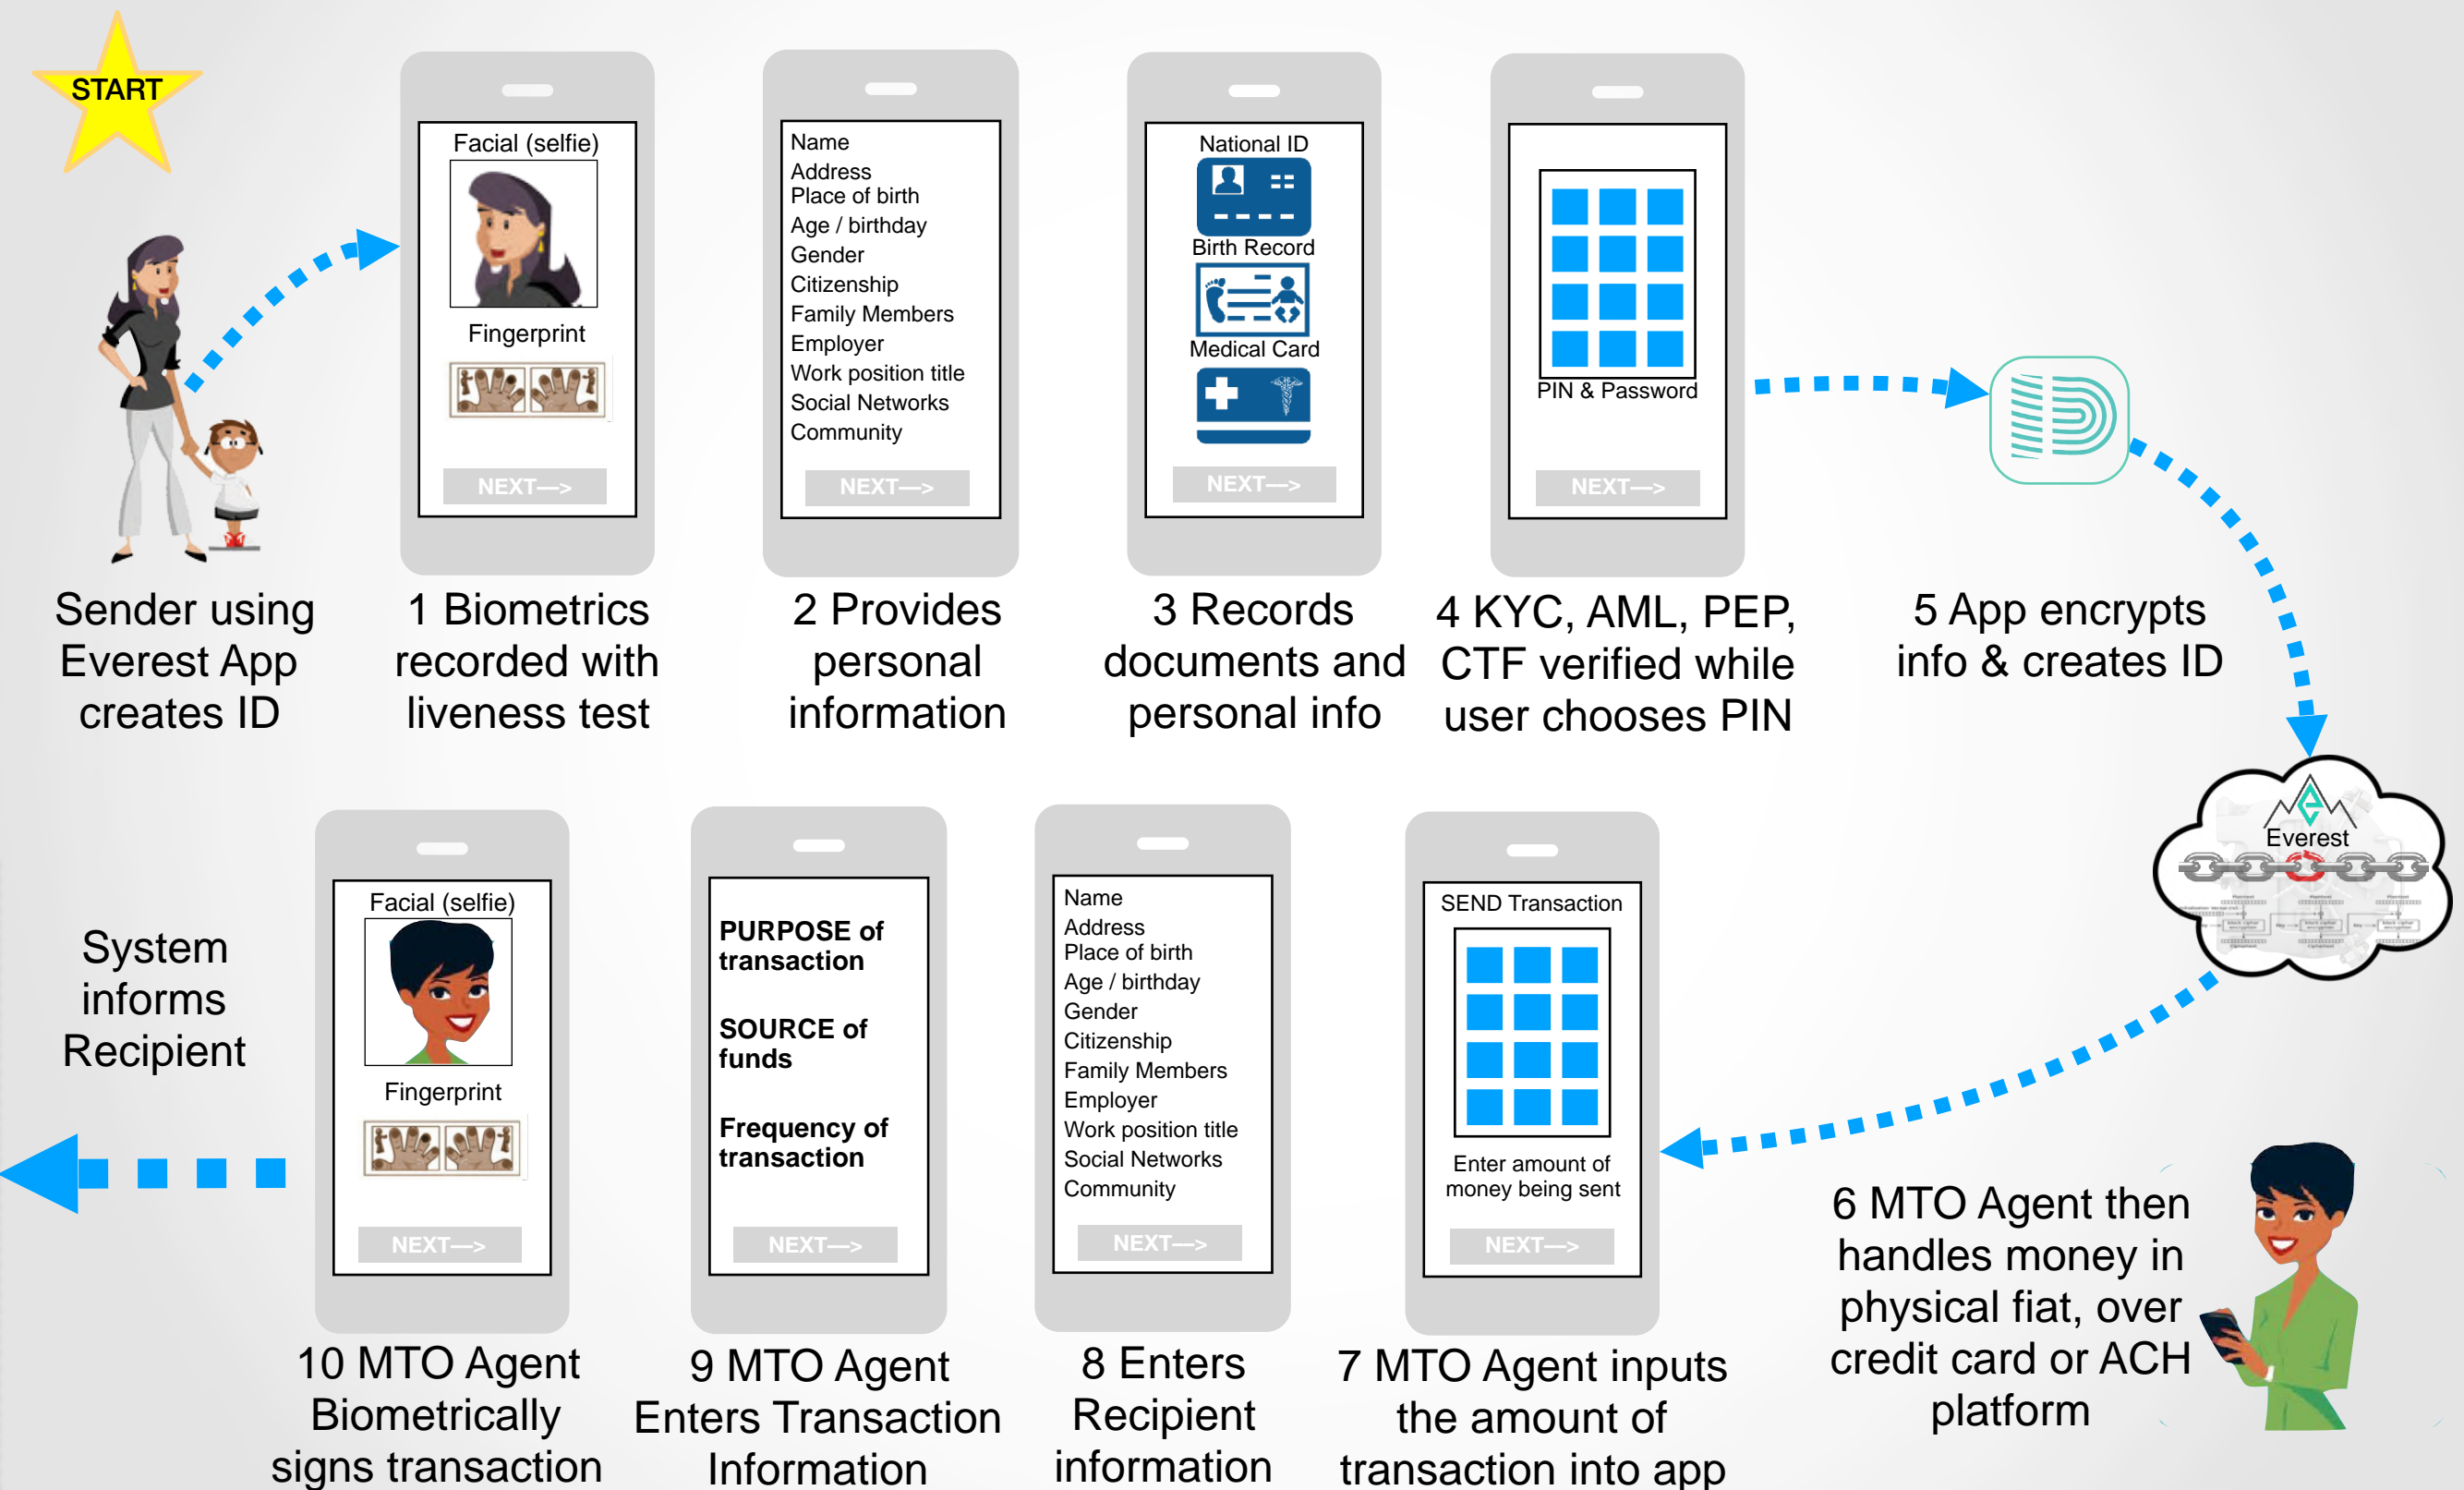 START
Facial (selfie)
Fingerprint
NEXT—>
Name
Address
Place of birth
Age / birthday
Gender
Citizenship
Family Members
Employer
Work position title
Social Networks
Community
NEXT—>
National ID
Birth Record
Medical Card
NEXT—>
PIN & Password
NEXT—>
Sender using
Everest App
creates ID
1 Biometrics
recorded with
liveness test
2 Provides
personal
information
3 Records
documents and
personal info
4 KYC, AML, PEP,
CTF verified while
user chooses PIN
5 App encrypts
info & creates ID
Everest
6 MTO Agent then
handles money in
physical fiat, over
credit card or ACH
platform
SEND Transaction
Enter amount of
money being sent
NEXT—>
7 MTO Agent inputs
the amount of
transaction into app
Name
Address
Place of birth
Age / birthday
Gender
Citizenship
Family Members
Employer
Work position title
Social Networks
Community
NEXT—>
8 Enters
Recipient
information
PURPOSE of
transaction
SOURCE of
funds
Frequency of
transaction
NEXT—>
9 MTO Agent
Enters Transaction
Information
Facial (selfie)
Fingerprint
NEXT—>
10 MTO Agent
Biometrically
signs transaction
System
informs
Recipient